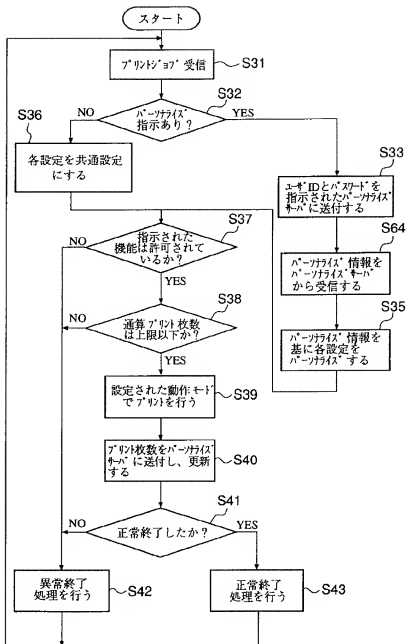 スタート
プリントジョブ受信
S31
パーソナライズ
指示あり?
S32
NO
YES
S36
各設定を共通設定
にする
S33
ユーザIDとパスワードを
指示されたパーソナライズ
サーバに送付する
S64
パーソナライズ情報を
パーソナライズサーバ
から受信する
S35
パーソナライズ情報を
基に各設定を
パーソナライズする
S37
指示された
機能は許可されて
いるか?
NO
YES
S38
通算プリント枚数
は上限以下か?
NO
YES
設定された動作モード
でプリントを行う
S39
プリント枚数をパーソナライズ
サーバに送付し、更新
する
S40
S41
正常終了したか?
NO
YES
異常終了
処理を行う
S42
正常終了
処理を行う
S43